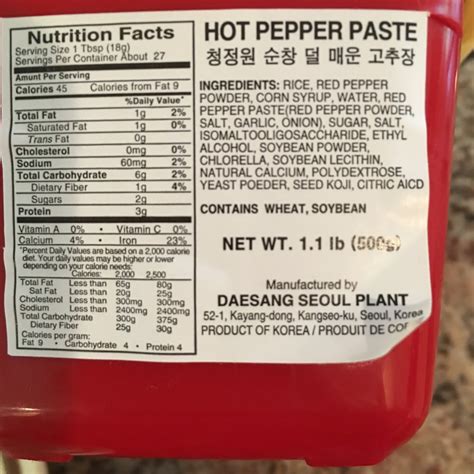 Nutrition Facts
Serving Size 1 Tbsp (18g)
Servings Per Container About 27
Amount Per Serving
Calories 45 Calories from Fat 9
%Daily Value*
Total Fat 1g 2%
Saturated Fat 1g 0%
Trans Fat 0g
Cholesterol 0mg 0%
Sodium 60mg 2%
Total Carbohydrate 6g 2%
Dietary Fiber 1g 4%
Sugars 2g
Protein 3g
Vitamin A 0% • Vitamin C 0%
Calcium 4% • Iron 23%
*Percent Daily Values are based on a 2,000 calorie
diet. Your daily values may be higher or lower
depending on your calorie needs:
Calories: 2,000 2,500
Total Fat Less than 65g 80g
Sat Fat Less than 20g 25g
Cholesterol Less than 300mg 300mg
Sodium Less than 2400mg 2400mg
Total Carbohydrate 300g 375g
Dietary Fiber 25g 30g
Calories per gram:
Fat 9 • Carbohydrate 4 • Protein 4
HOT PEPPER PASTE
청정원 순창 덜 매운 고추장
INGREDIENTS: RICE, RED PEPPER
POWDER, CORN SYRUP, WATER, RED
PEPPER PASTE(RED PEPPER POWDER,
SALT, GARLIC, ONION), SUGAR, SALT,
ISOMALTOOLIGOSACCHARIDE, ETHYL
ALCOHOL, SOYBEAN POWDER,
CHLORELLA, SOYBEAN LECITHIN,
NATURAL CALCIUM, POLYDEXTROSE,
YEAST POEDER, SEED KOJI, CITRIC AICD
CONTAINS WHEAT, SOYBEAN
NET WT. 1.1 lb (500g)
Manufactured by
DAESANG SEOUL PLANT
52-1, Kayang-dong, Kangseo-ku, Seoul, Korea
PRODUCT OF KOREA / PRODUIT DE COR